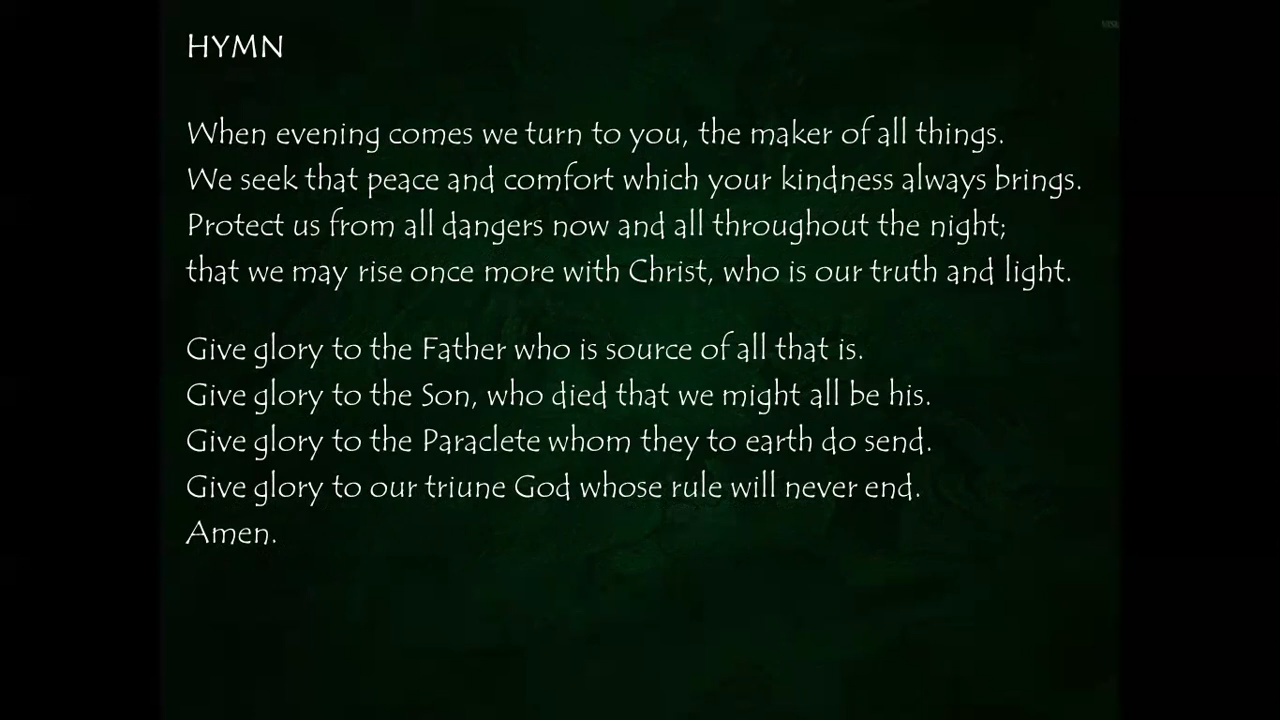 HYMN
When evening comes we turn to you, the maker of all things.
We seek that peace and comfort which your kindness always brings.
Protect us from all dangers now and all throughout the night;
that we may rise once more with Christ, who is our truth and light.
Give glory to the Father who is source of all that is.
Give glory to the Son, who died that we might all be his.
Give glory to the Paraclete whom they to earth do send.
Give glory to our triune God whose rule will never end.
Amen.